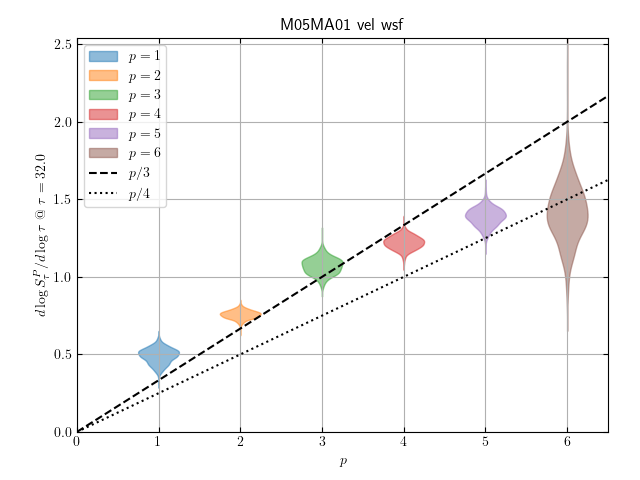 M05MA01 vel wsf
d log S_τ^P / d log τ @ τ = 32.0
2.5
2.0
1.5
1.0
0.5
0.0
p = 1
p = 2
p = 3
p = 4
p = 5
p = 6
p/3
p/4
0 1 2 3 4 5 6
p